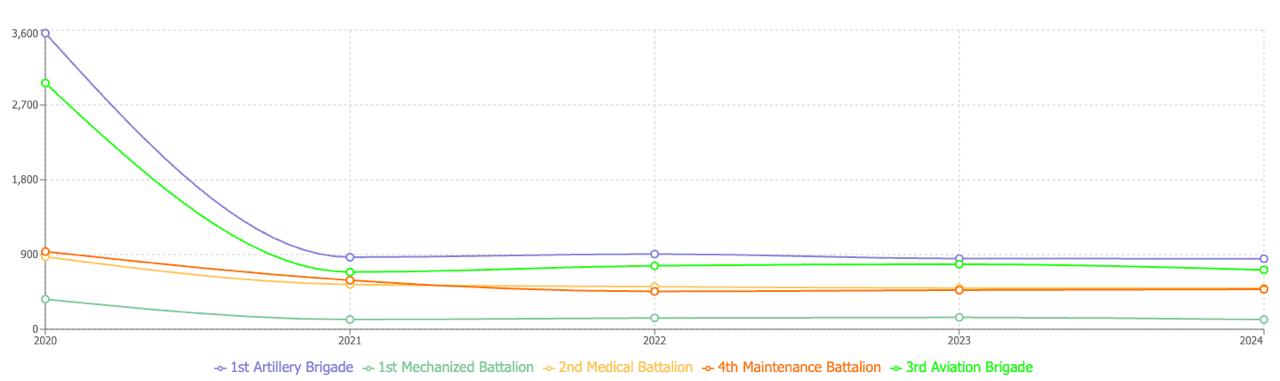 3,600
2,700
1,800
900
0
2020 2021 2022 2023 2024
1st Artillery Brigade 1st Mechanized Battalion 2nd Medical Battalion 4th Maintenance Battalion 3rd Aviation Brigade